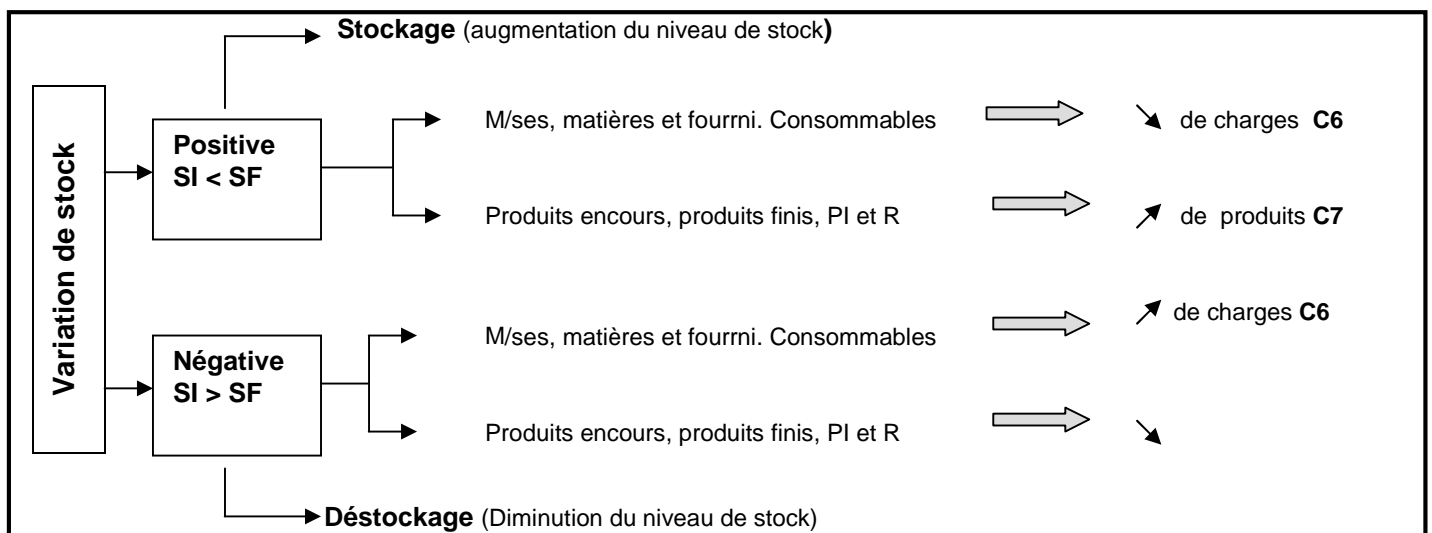 Stockage (augmentation du niveau de stock)
Variation de stock
Positive
SI < SF
M/ses, matières et fourrni. Consommables
de charges C6
Produits encours, produits finis, PI et R
de produits C7
Négative
SI > SF
M/ses, matières et fourrni. Consommables
de charges C6
Produits encours, produits finis, PI et R
Déstockage (Diminution du niveau de stock)